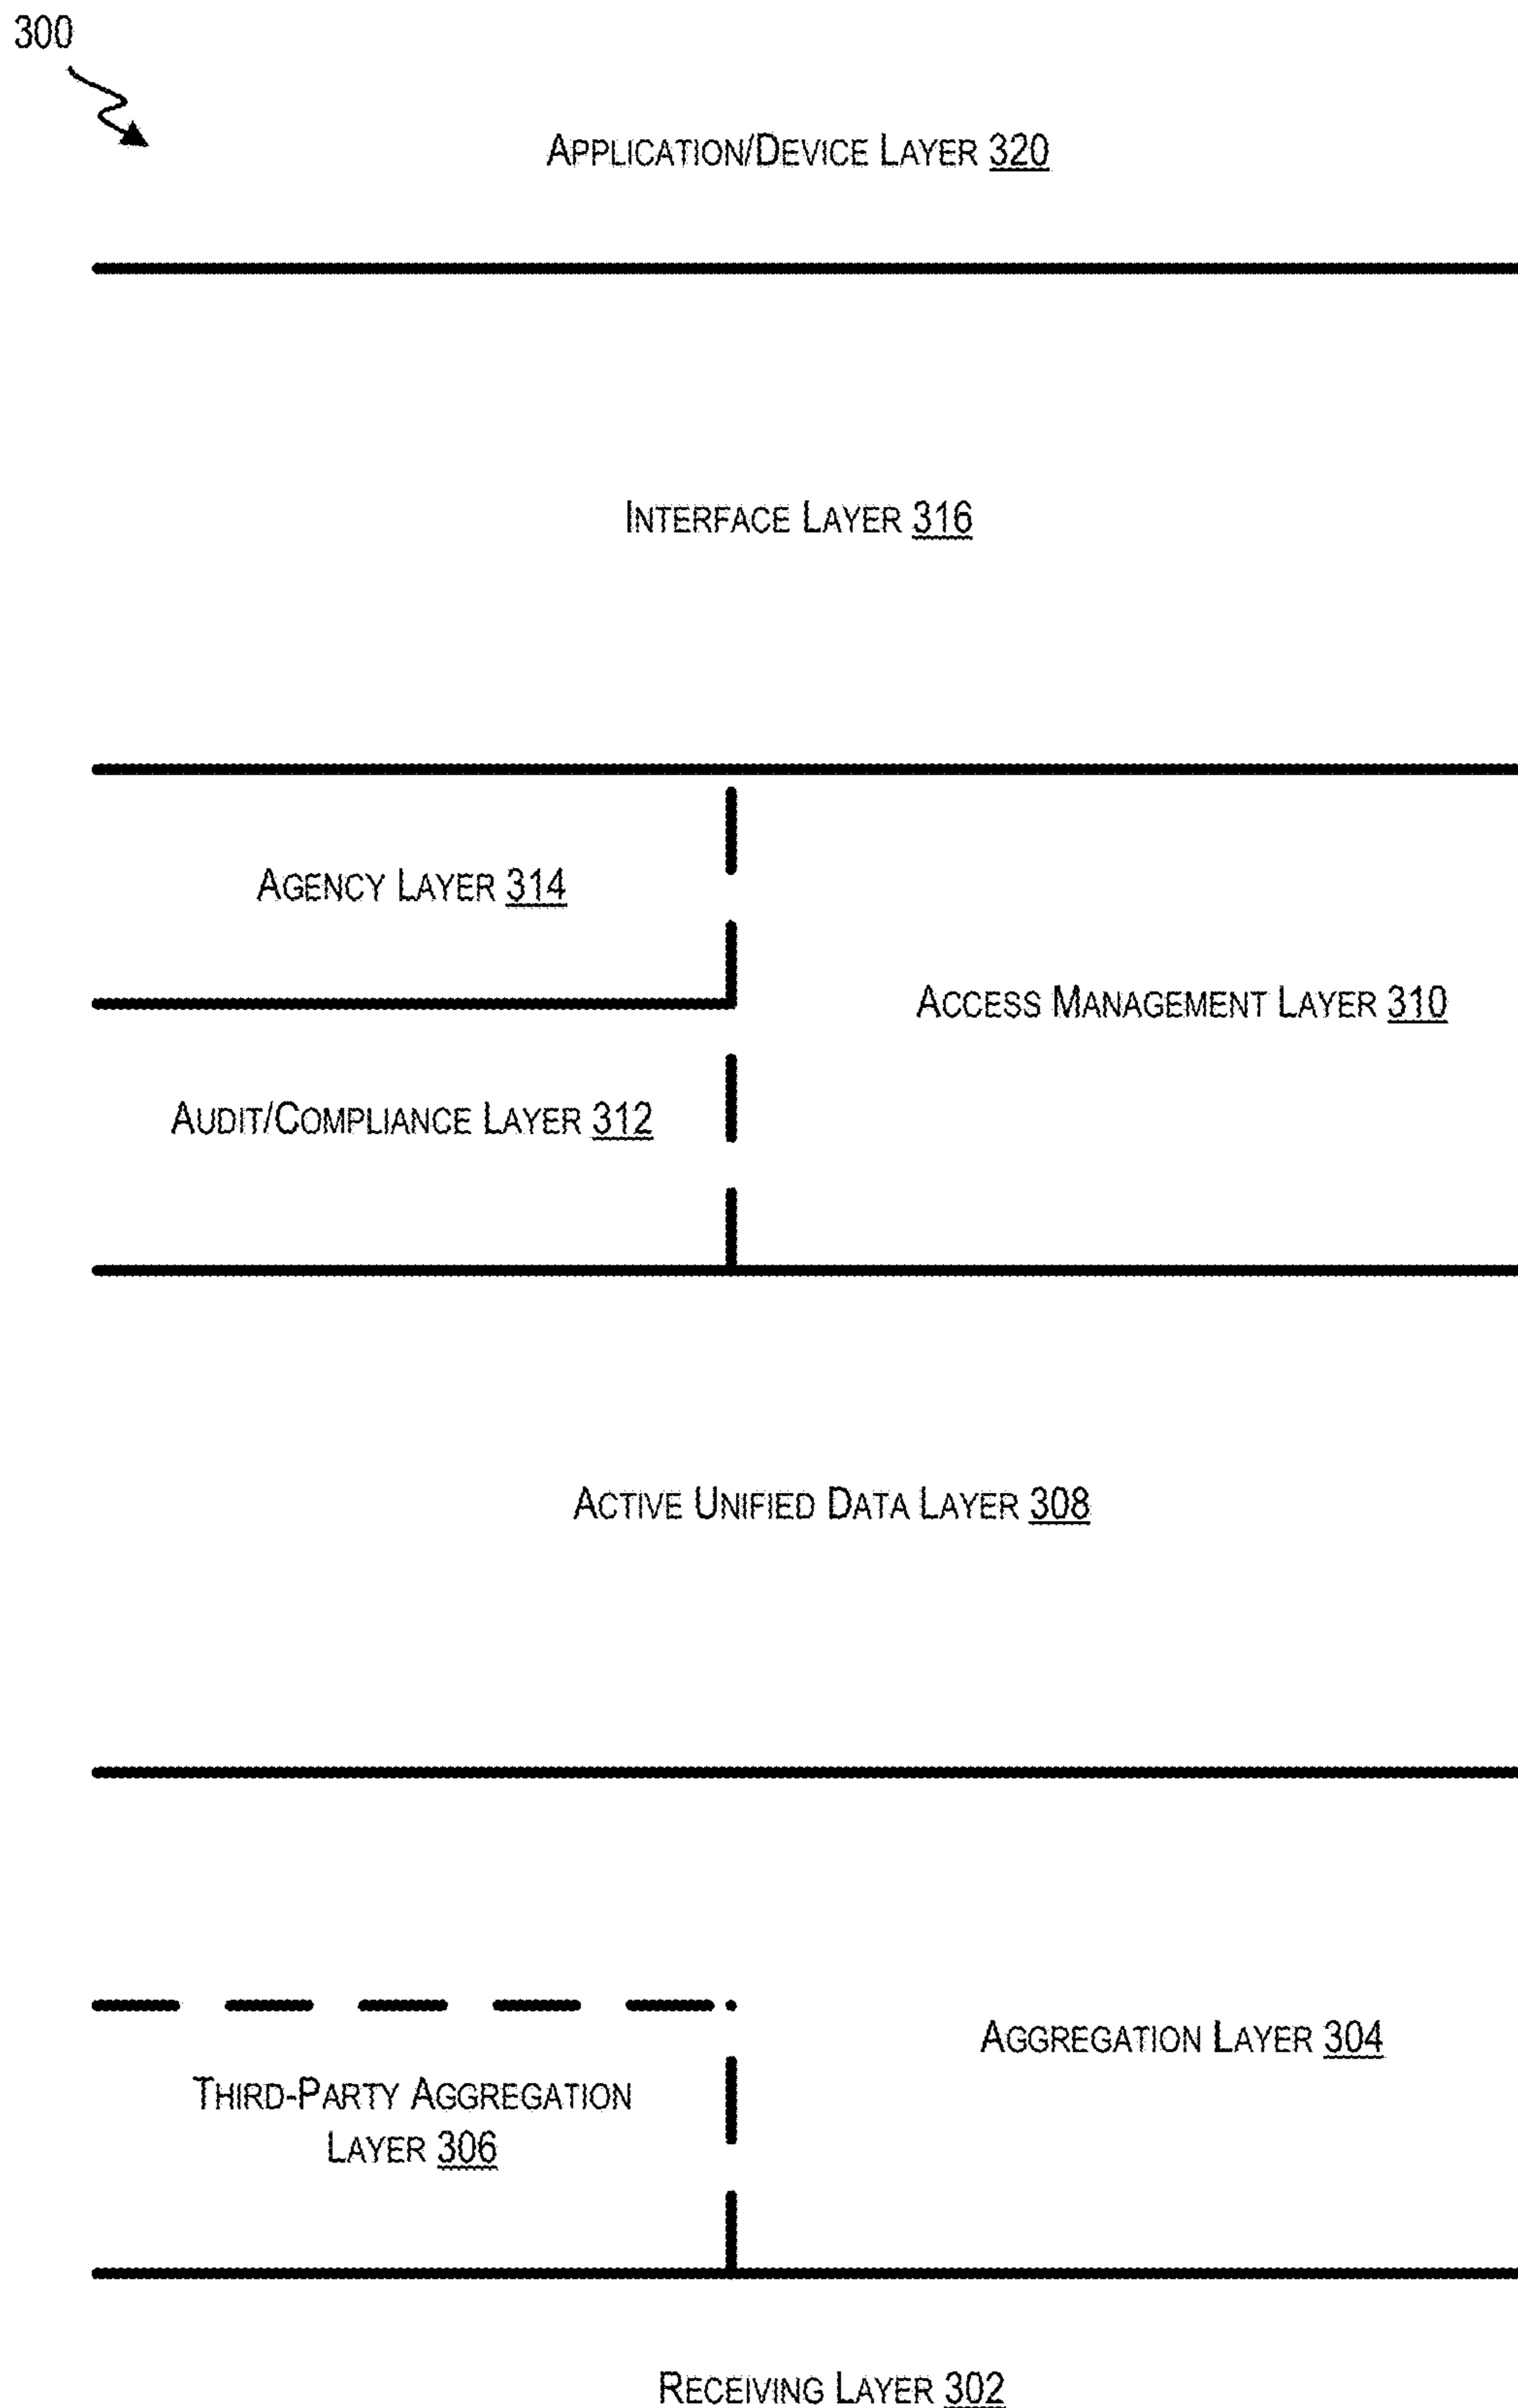 300
APPLICATION/DEVICE LAYER 320
INTERFACE LAYER 316
AGENCY LAYER 314
ACCESS MANAGEMENT LAYER 310
AUDIT/COMPLIANCE LAYER 312
ACTIVE UNIFIED DATA LAYER 308
AGGREGATION LAYER 304
THIRD-PARTY AGGREGATION
LAYER 306
RECEIVING LAYER 302